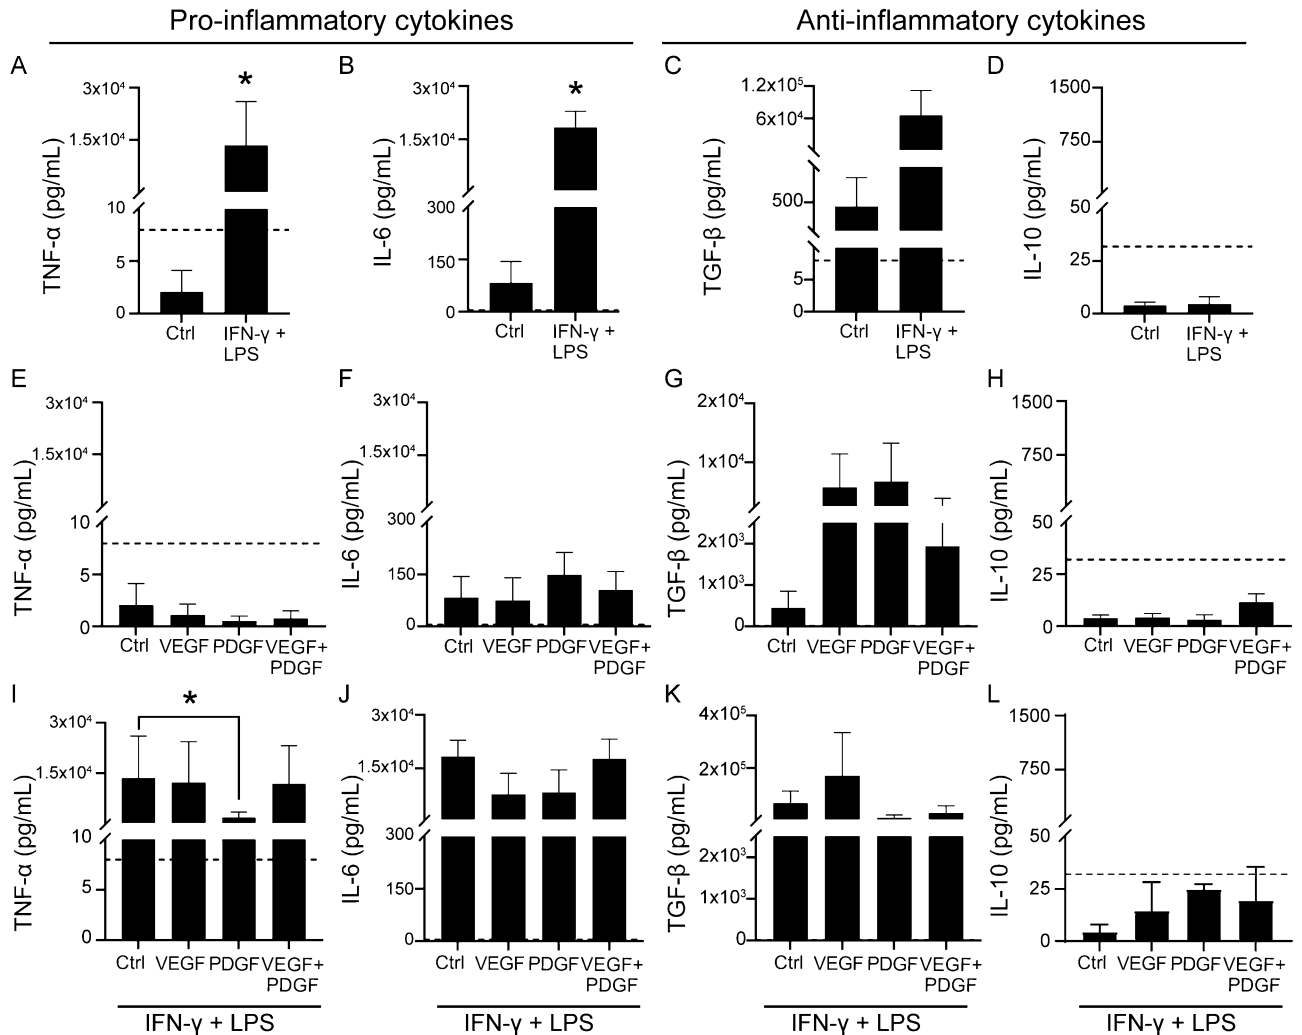 Pro-inflammatory cytokines
Anti-inflammatory cytokines
A
TNF-α (pg/mL)
3x10⁴
1.5x10⁴
10
5
0
*
Ctrl
IFN-γ +
LPS
B
IL-6 (pg/mL)
3x10⁴
1.5x10⁴
300
150
0
*
Ctrl
IFN-γ +
LPS
C
TGF-β (pg/mL)
1.2x10⁵
6x10⁴
500
5
0
Ctrl
IFN-γ +
LPS
D
IL-10 (pg/mL)
1500
750
50
25
0
Ctrl
IFN-γ +
LPS
E
TNF-α (pg/mL)
3x10⁴
1.5x10⁴
10
5
0
Ctrl VEGF PDGF VEGF+
PDGF
F
IL-6 (pg/mL)
3x10⁴
1.5x10⁴
300
150
0
Ctrl VEGF PDGF VEGF+
PDGF
G
TGF-β (pg/mL)
2x10⁴
1x10⁴
2x10³
1x10³
0
Ctrl VEGF PDGF VEGF+
PDGF
H
IL-10 (pg/mL)
1500
750
50
25
0
Ctrl VEGF PDGF VEGF+
PDGF
I
TNF-α (pg/mL)
3x10⁴
1.5x10⁴
10
5
0
*
Ctrl VEGF PDGF VEGF+
PDGF
IFN-γ + LPS
J
IL-6 (pg/mL)
3x10⁴
1.5x10⁴
300
150
0
Ctrl VEGF PDGF VEGF+
PDGF
IFN-γ + LPS
K
TGF-β (pg/mL)
4x10⁵
2x10⁵
2x10³
1x10³
0
Ctrl VEGF PDGF VEGF+
PDGF
IFN-γ + LPS
L
IL-10 (pg/mL)
1500
750
50
25
0
Ctrl VEGF PDGF VEGF+
PDGF
IFN-γ + LPS